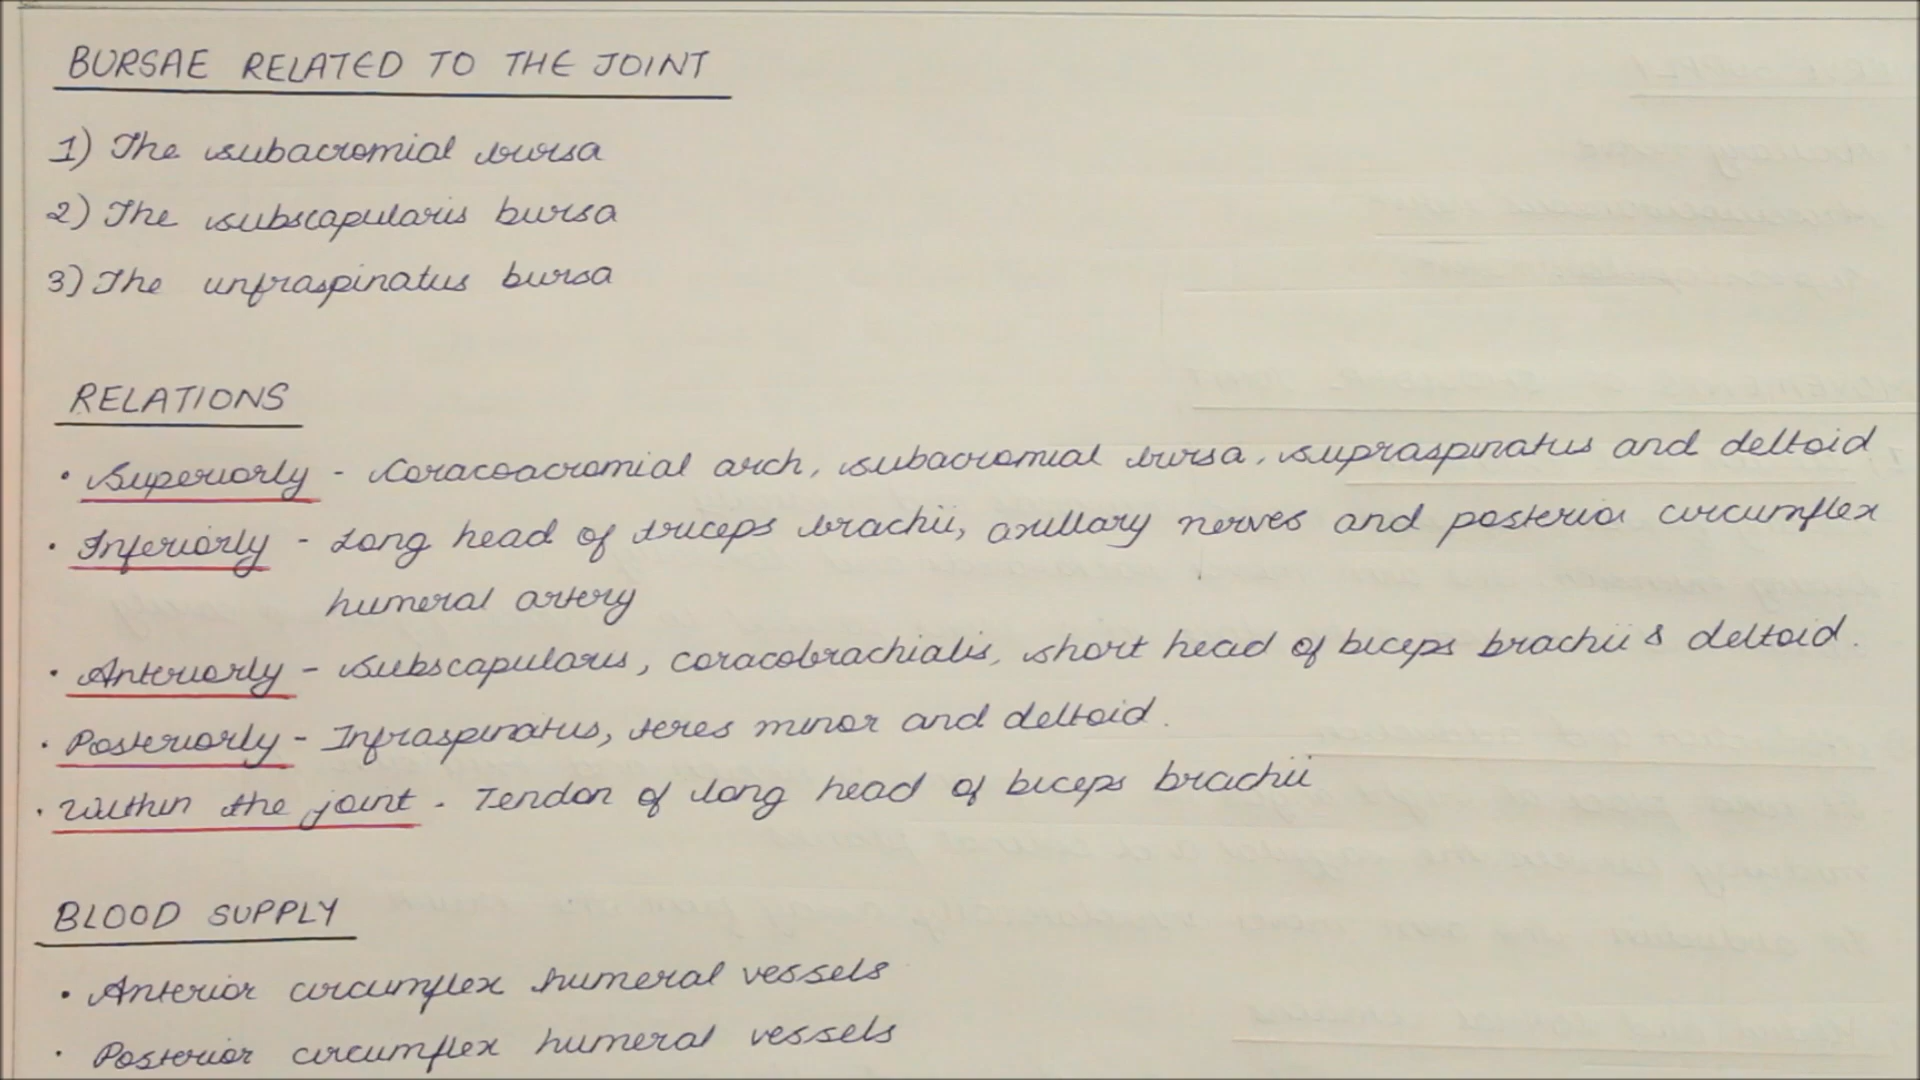 BURSAE RELATED TO THE JOINT
1) The subacromial bursa
2) The subscapularis bursa
3) The infraspinatus bursa
RELATIONS
• Superiorly - Coracoacromial arch, subacromial bursa, supraspinatus and deltoid
• Inferiorly - Long head of triceps brachii, axillary nerves and posterior circumflex
humeral artery
• Anteriorly - Subscapularis, coracobrachialis, short head of biceps brachii & deltoid.
• Posteriorly - Infraspinatus, teres minor and deltoid.
• Within the joint - Tendon of long head of biceps brachii
BLOOD SUPPLY
• Anterior circumflex humeral vessels
• Posterior circumflex humeral vessels